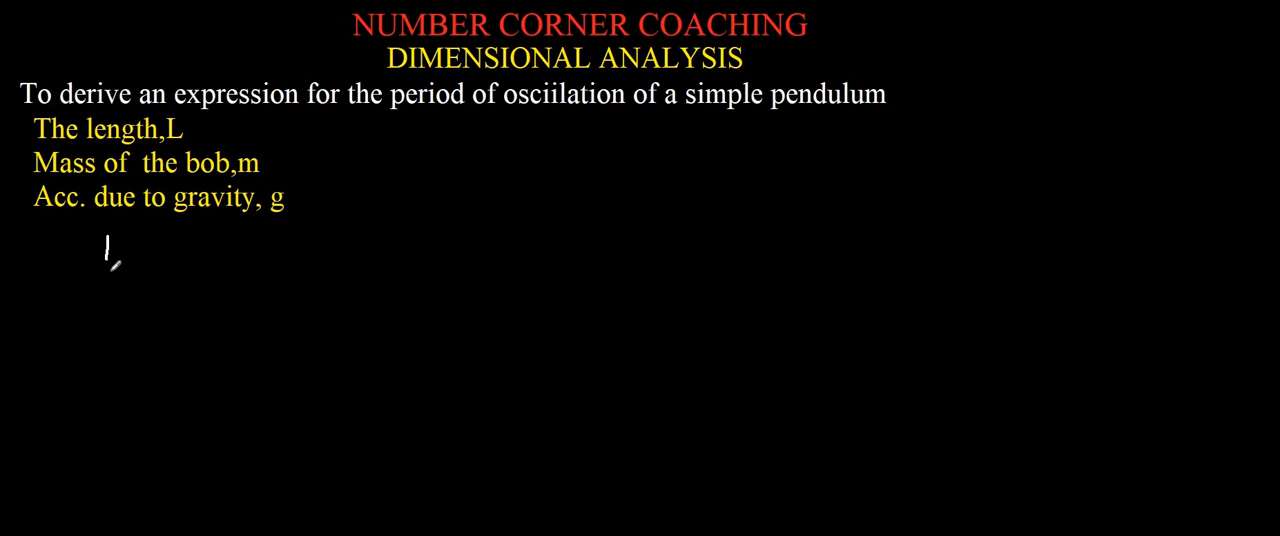 NUMBER CORNER COACHING
DIMENSIONAL ANALYSIS
To derive an expression for the period of osciilation of a simple pendulum
The length,L
Mass of the bob,m
Acc. due to gravity, g